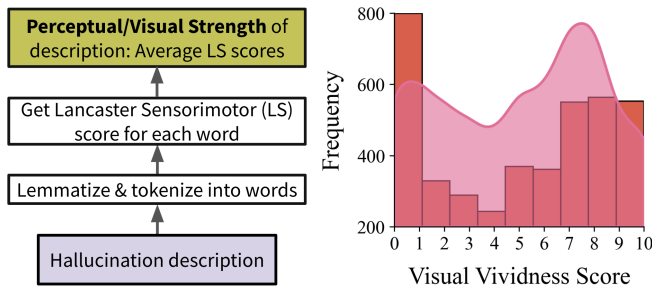 Perceptual/Visual Strength of
description: Average LS scores
Get Lancaster Sensorimotor (LS)
score for each word
Lemmatize & tokenize into words
Hallucination description
800
600
400
200
Frequency
0 1 2 3 4 5 6 7 8 9 10
Visual Vividness Score